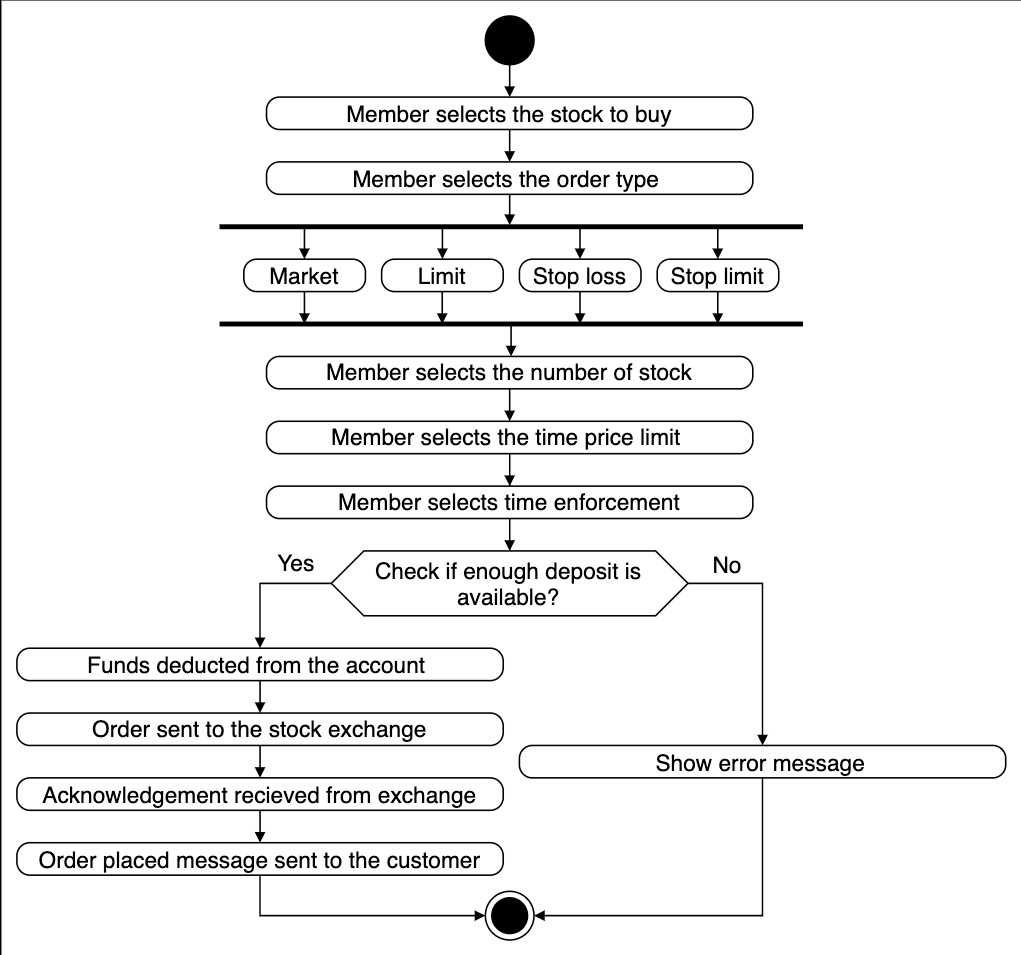 Member selects the stock to buy
Member selects the order type
Market
Limit
Stop loss
Stop limit
Member selects the number of stock
Member selects the time price limit
Member selects time enforcement
Yes
Check if enough deposit is
available?
No
Funds deducted from the account
Order sent to the stock exchange
Acknowledgement recieved from exchange
Order placed message sent to the customer
Show error message